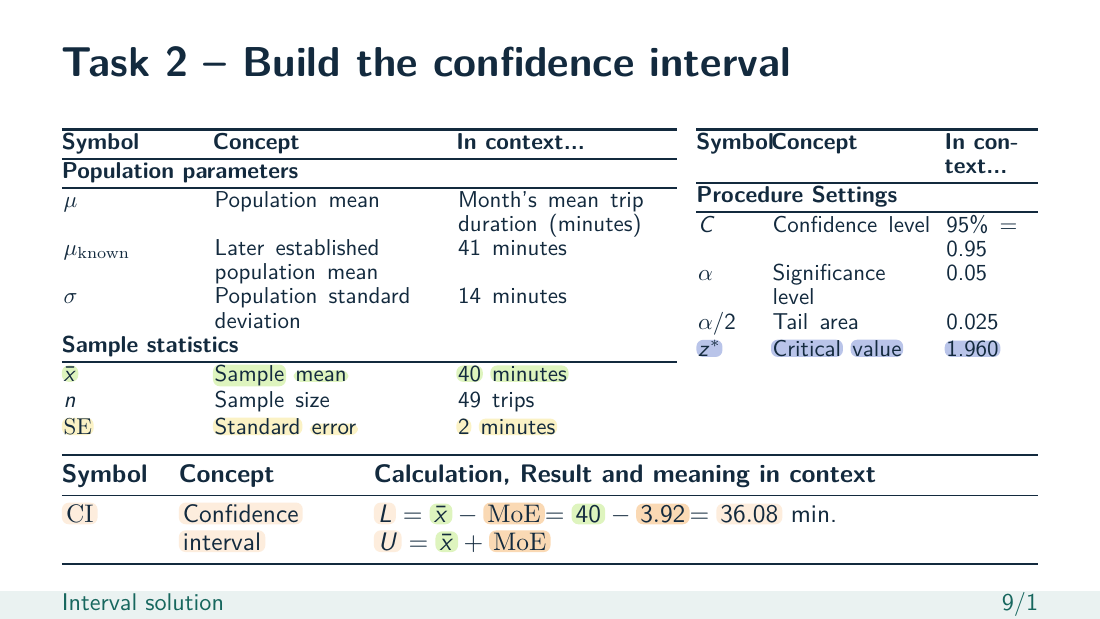 Task 2 – Build the confidence interval
Symbol Concept In context...
Population parameters
μ Population mean Month's mean trip
duration (minutes)
μknown Later established 41 minutes
population mean
σ Population standard 14 minutes
deviation
Sample statistics
x̄ Sample mean 40 minutes
n Sample size 49 trips
SE Standard error 2 minutes
Symbol Concept In con-
text...
Procedure Settings
C Confidence level 95% =
0.95
α Significance 0.05
level
α/2 Tail area 0.025
z* Critical value 1.960
Symbol Concept Calculation, Result and meaning in context
CI Confidence L = x̄ − MoE = 40 − 3.92 = 36.08 min.
interval U = x̄ + MoE
Interval solution 9/1